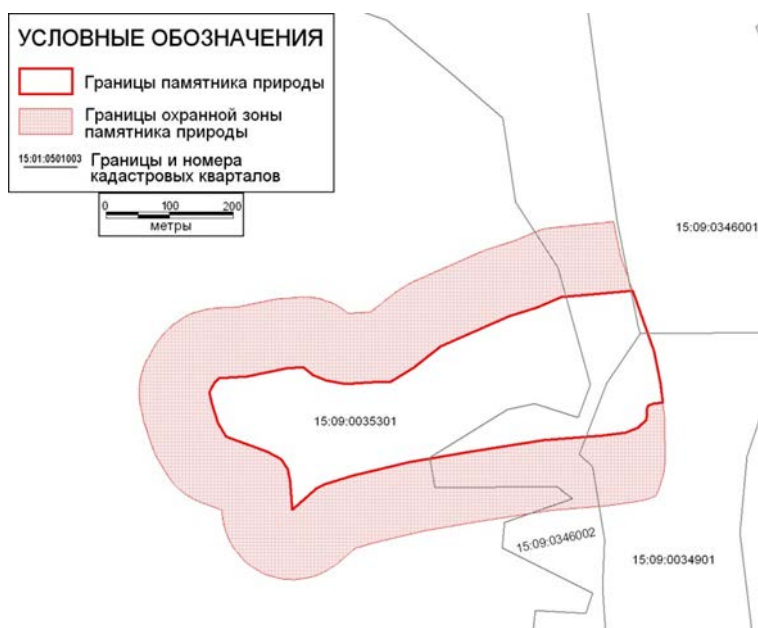 УСЛОВНЫЕ ОБОЗНАЧЕНИЯ
Границы памятника природы
Границы охранной зоны
памятника природы
15:01:0501003
Границы и номера
кадастровых кварталов
0 100 200
метры
15:09:0346001
15:09:0035301
15:09:0346002
15:09:0034901